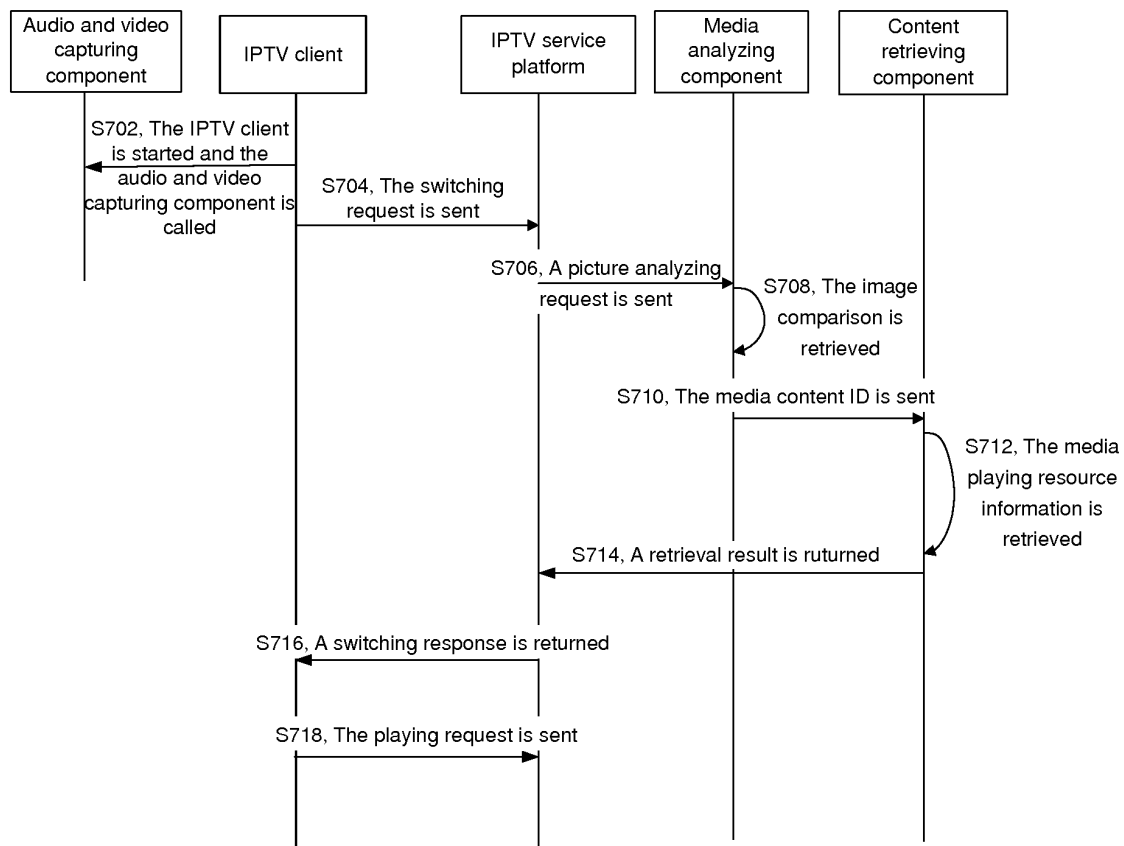 Audio and video
capturing
component
IPTV client
IPTV service
platform
Media
analyzing
component
Content
retrieving
component
S702, The IPTV client
is started and the
audio and video
capturing component is
called
S704, The switching
request is sent
S706, A picture analyzing
request is sent
S708, The image
comparison is
retrieved
S710, The media content ID is sent
S712, The media
playing resource
information is
retrieved
S714, A retrieval result is ruturned
S716, A switching response is returned
S718, The playing request is sent